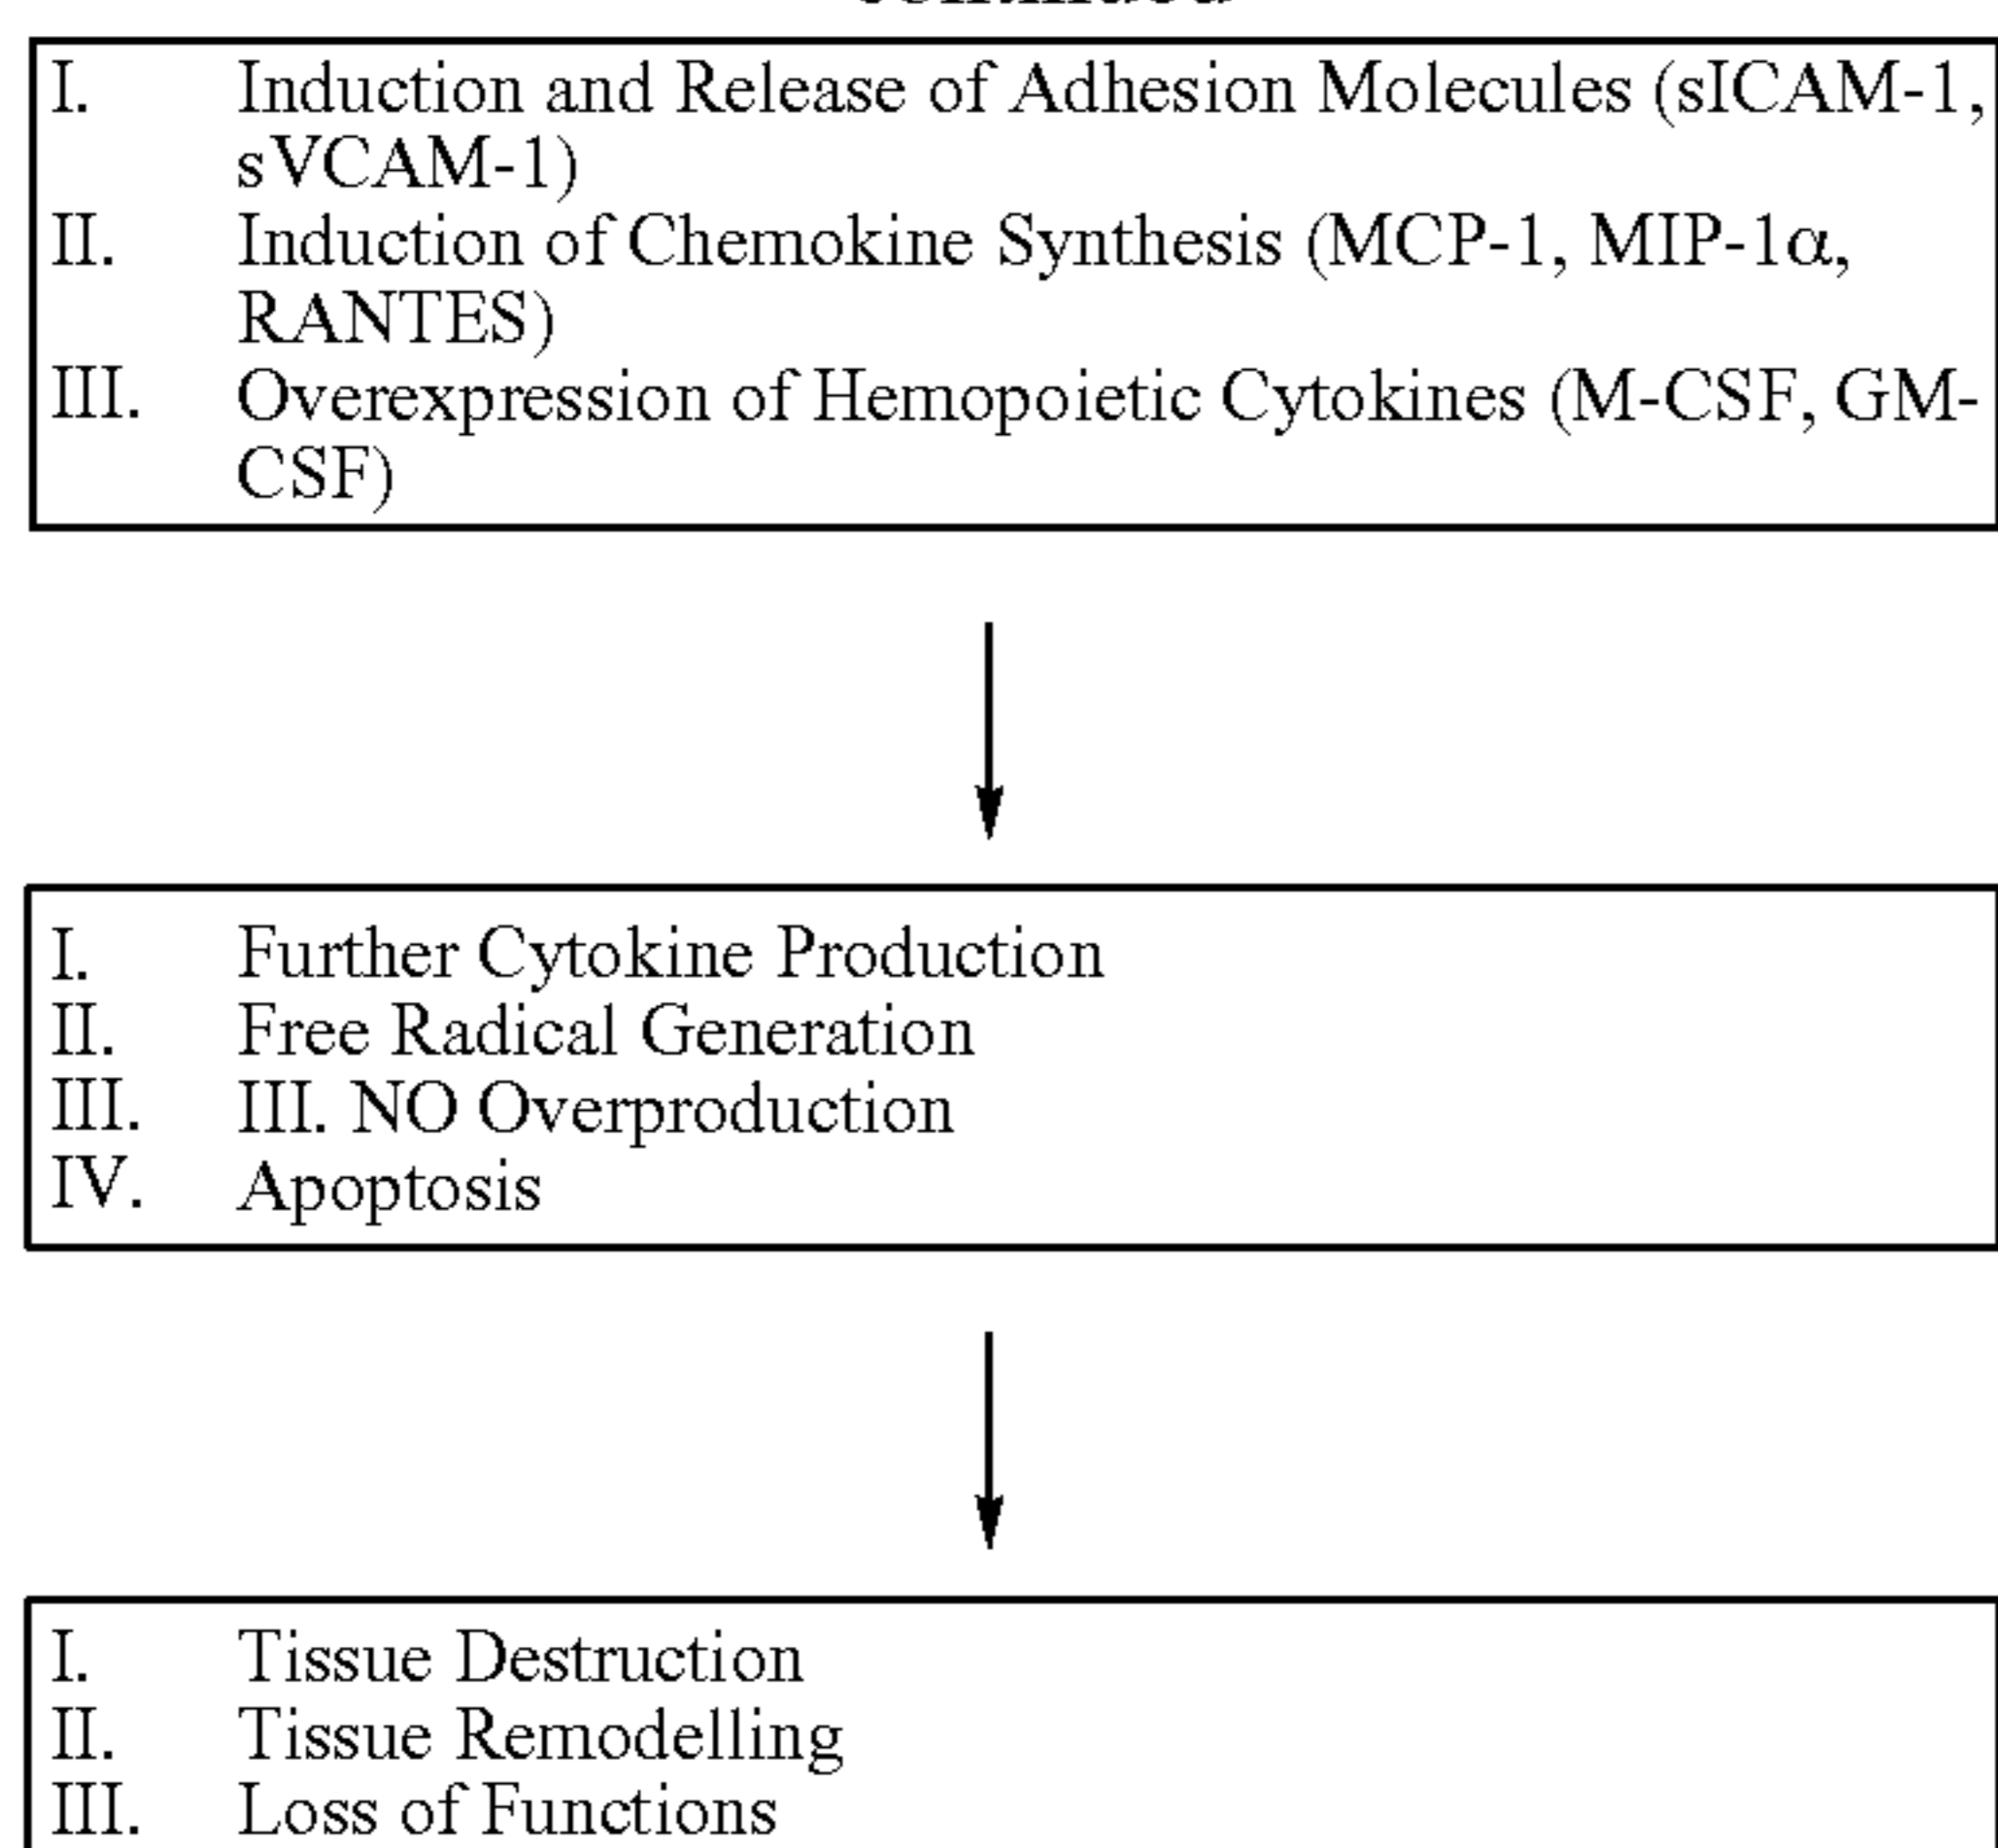 I. Induction and Release of Adhesion Molecules (sICAM-1,
sVCAM-1)
II. Induction of Chemokine Synthesis (MCP-1, MIP-1α,
RANTES)
III. Overexpression of Hemopoietic Cytokines (M-CSF, GM-
CSF)
I. Further Cytokine Production
II. Free Radical Generation
III. III. NO Overproduction
IV. Apoptosis
I. Tissue Destruction
II. Tissue Remodelling
III. Loss of Functions